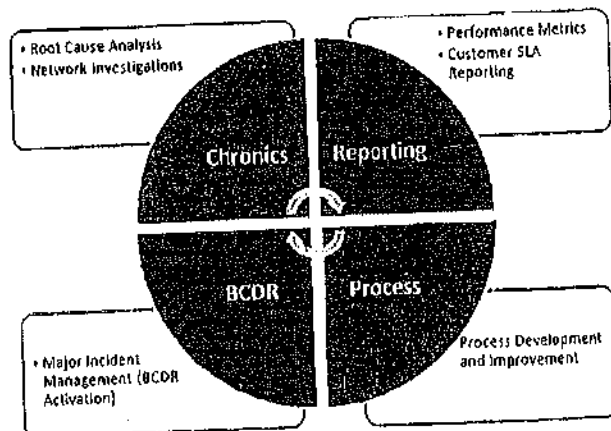 • Root Cause Analysis
• Network Investigations
• Performance Metrics
• Customer SLA
Reporting
Chronics
Reporting
BCDR
Process
• Major Incident
Management (BCDR
Activation)
Process Development
and Improvement